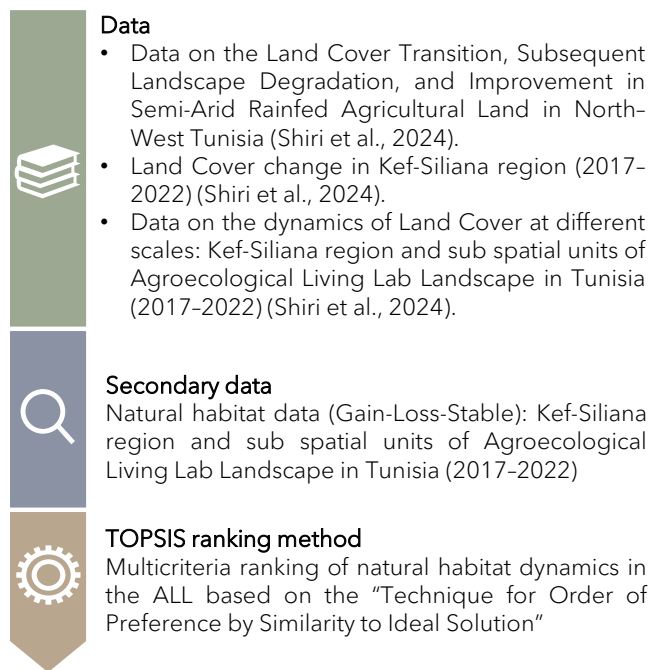 Data
• Data on the Land Cover Transition, Subsequent
Landscape Degradation, and Improvement in
Semi-Arid Rainfed Agricultural Land in North–
West Tunisia (Shiri et al., 2024).
• Land Cover change in Kef-Siliana region (2017–
2022) (Shiri et al., 2024).
• Data on the dynamics of Land Cover at different
scales: Kef-Siliana region and sub spatial units of
Agroecological Living Lab Landscape in Tunisia
(2017–2022) (Shiri et al., 2024).
Secondary data
Natural habitat data (Gain-Loss-Stable): Kef-Siliana
region and sub spatial units of Agroecological
Living Lab Landscape in Tunisia (2017–2022)
TOPSIS ranking method
Multicriteria ranking of natural habitat dynamics in
the ALL based on the “Technique for Order of
Preference by Similarity to Ideal Solution”